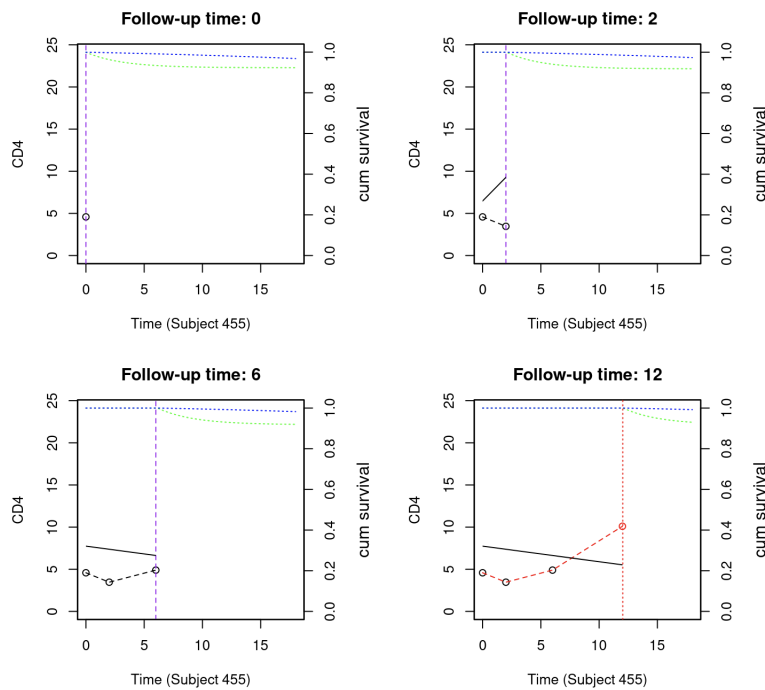 Follow-up time: 0
25
20
15
10
5
0
CD4
1.0
0.8
0.6
0.4
0.2
0.0
cum survival
0 5 10 15
Time (Subject 455)
Follow-up time: 2
25
20
15
10
5
0
CD4
1.0
0.8
0.6
0.4
0.2
0.0
cum survival
0 5 10 15
Time (Subject 455)
Follow-up time: 6
25
20
15
10
5
0
CD4
1.0
0.8
0.6
0.4
0.2
0.0
cum survival
0 5 10 15
Time (Subject 455)
Follow-up time: 12
25
20
15
10
5
0
CD4
1.0
0.8
0.6
0.4
0.2
0.0
cum survival
0 5 10 15
Time (Subject 455)